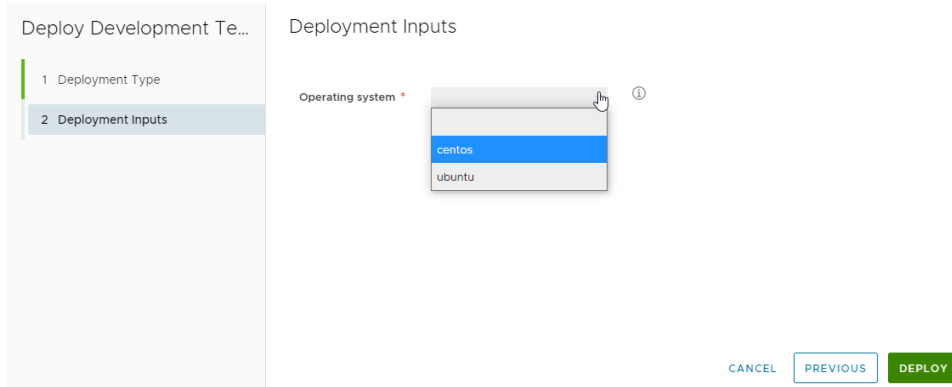 Deploy Development Te...
1 Deployment Type
2 Deployment Inputs
Deployment Inputs
Operating system *
centos
ubuntu
CANCEL
PREVIOUS
DEPLOY